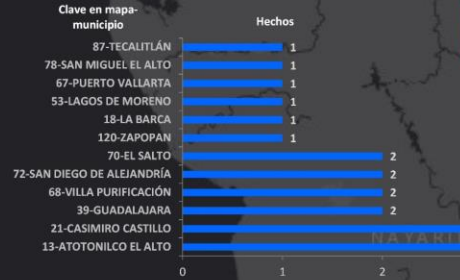 Clave en mapa-
municipio
Hechos
87-TECALITLÁN 1
78-SAN MIGUEL EL ALTO 1
67-PUERTO VALLARTA 1
53-LAGOS DE MORENO 1
18-LA BARCA 1
120-ZAPOPAN 1
70-EL SALTO 2
72-SAN DIEGO DE ALEJANDRÍA 2
68-VILLA PURIFICACIÓN 2
39-GUADALAJARA 2
21-CASIMIRO CASTILLO
NAYARI
13-ATOTONILCO EL ALTO
0 1 2